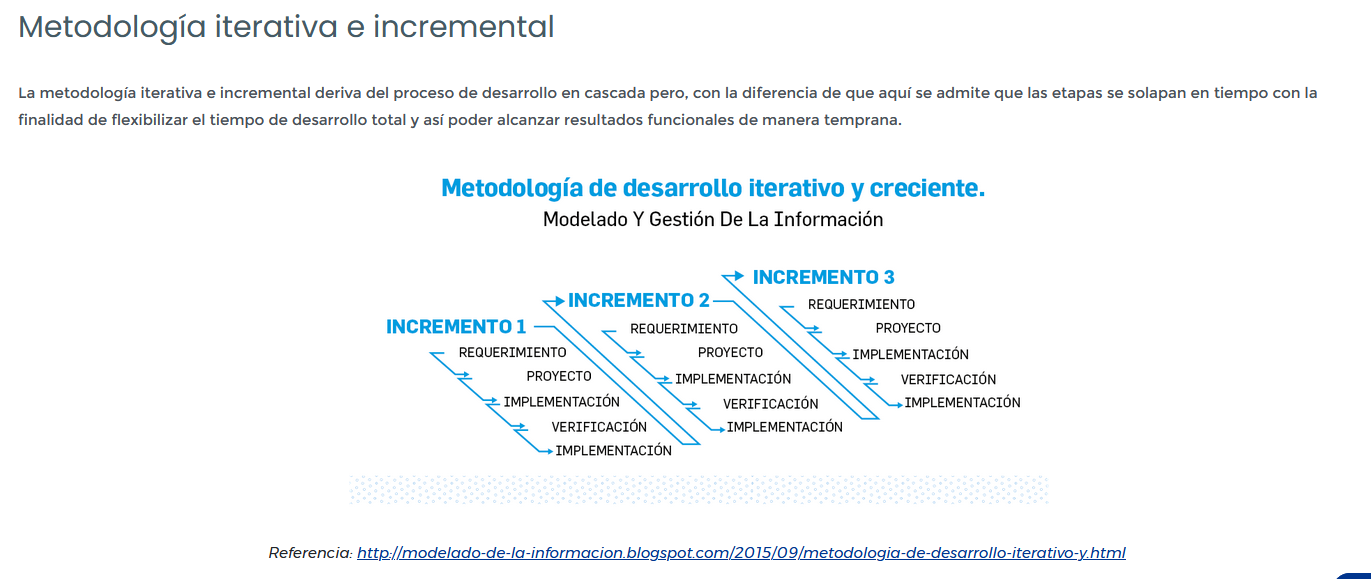 Metodología iterativa e incremental
La metodología iterativa e incremental deriva del proceso de desarrollo en cascada pero, con la diferencia de que aquí se admite que las etapas se solapan en tiempo con la
finalidad de flexibilizar el tiempo de desarrollo total y así poder alcanzar resultados funcionales de manera temprana.
Metodología de desarrollo iterativo y creciente.
Modelado Y Gestión De La Información
INCREMENTO 1
REQUERIMIENTO
PROYECTO
IMPLEMENTACIÓN
VERIFICACIÓN
IMPLEMENTACIÓN
INCREMENTO 2
REQUERIMIENTO
PROYECTO
IMPLEMENTACIÓN
VERIFICACIÓN
IMPLEMENTACIÓN
INCREMENTO 3
REQUERIMIENTO
PROYECTO
IMPLEMENTACIÓN
VERIFICACIÓN
IMPLEMENTACIÓN
Referencia: http://modelado-de-la-informacion.blogspot.com/2015/09/metodologia-de-desarrollo-iterativo-y.html